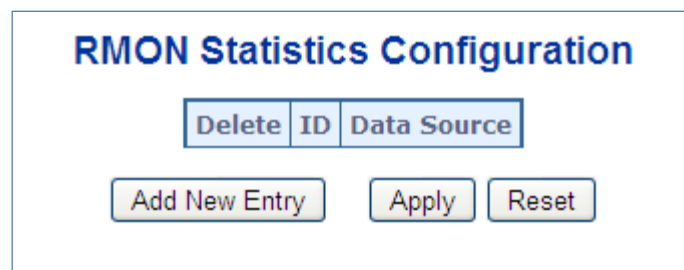 RMON Statistics Configuration
Delete ID Data Source
Add New Entry Apply Reset